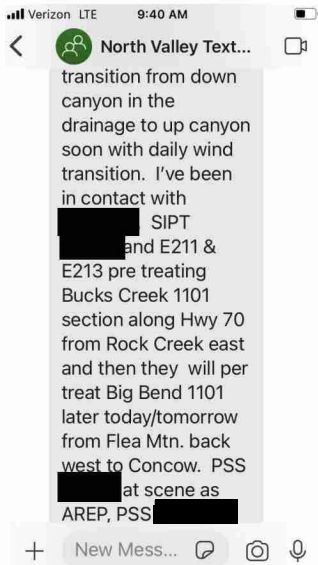 Verizon LTE 9:40 AM
North Valley Text...
transition from down
canyon in the
drainage to up canyon
soon with daily wind
transition. I've been
in contact with
SIPT
and E211 &
E213 pre treating
Bucks Creek 1101
section along Hwy 70
from Rock Creek east
and then they will per
treat Big Bend 1101
later today/tomorrow
from Flea Mtn. back
west to Concow. PSS
at scene as
AREP, PSS
New Mess...